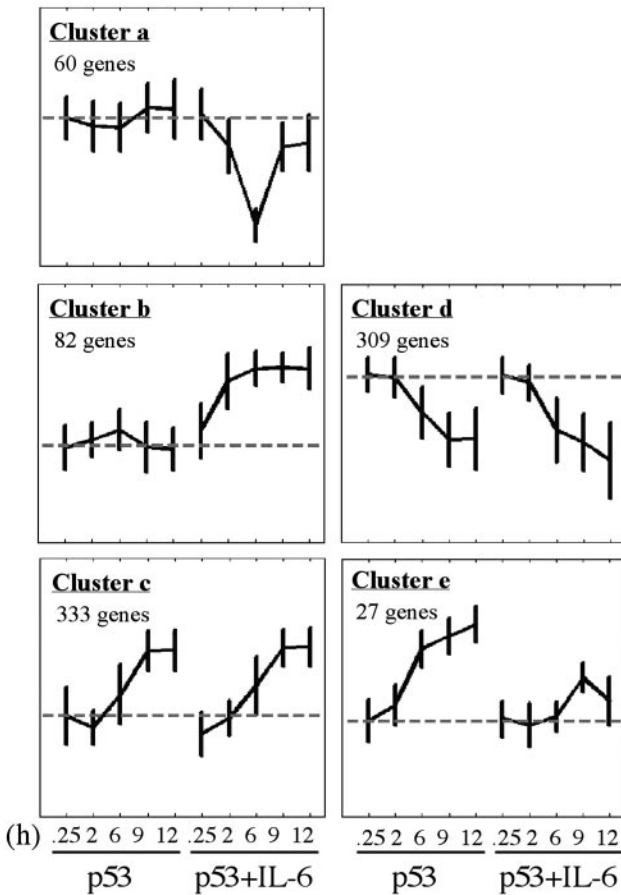 Cluster a
60 genes
Cluster b
82 genes
Cluster d
309 genes
Cluster c
333 genes
Cluster e
27 genes
(h) .25 2 6 9 12 .25 2 6 9 12 .25 2 6 9 12 .25 2 6 9 12
p53 p53+IL-6 p53 p53+IL-6